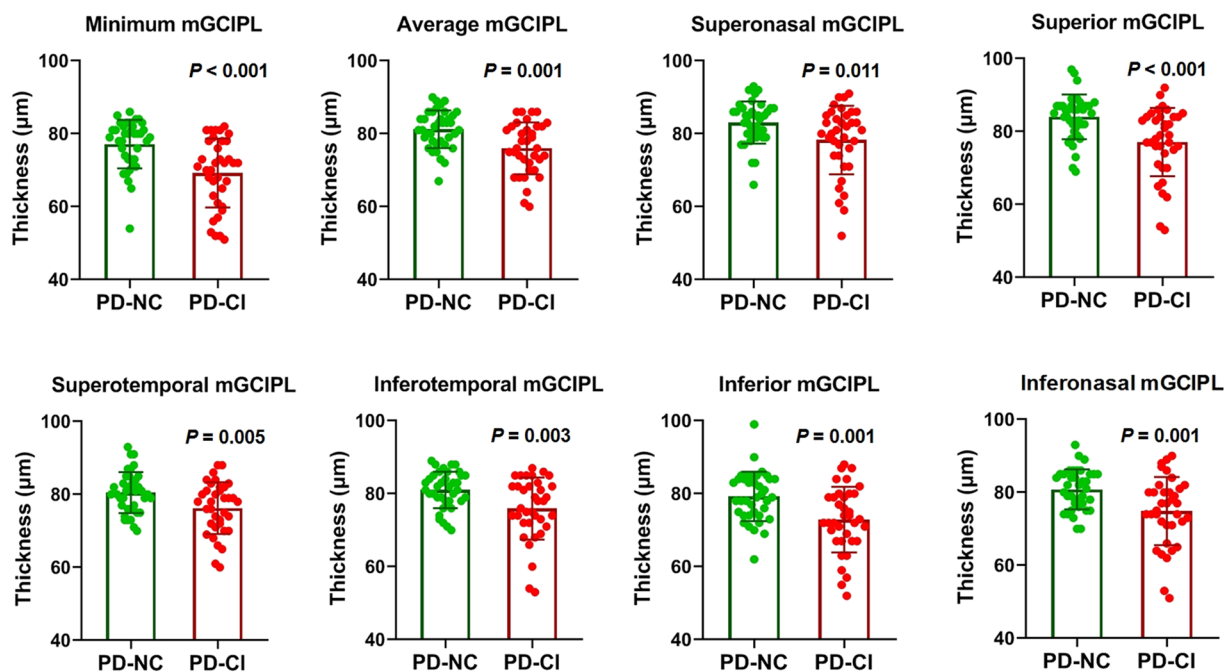 Minimum mGCIPL
P < 0.001
Thickness (µm)
100
80
60
40
PD-NC PD-CI
Average mGCIPL
P = 0.001
Thickness (µm)
100
80
60
40
PD-NC PD-CI
Superonasal mGCIPL
P = 0.011
Thickness (µm)
100
80
60
40
PD-NC PD-CI
Superior mGCIPL
P < 0.001
Thickness (µm)
100
80
60
40
PD-NC PD-CI
Superotemporal mGCIPL
P = 0.005
Thickness (µm)
100
80
60
40
PD-NC PD-CI
Inferotemporal mGCIPL
P = 0.003
Thickness (µm)
100
80
60
40
PD-NC PD-CI
Inferior mGCIPL
P = 0.001
Thickness (µm)
100
80
60
40
PD-NC PD-CI
Inferonasal mGCIPL
P = 0.001
Thickness (µm)
100
80
60
40
PD-NC PD-CI